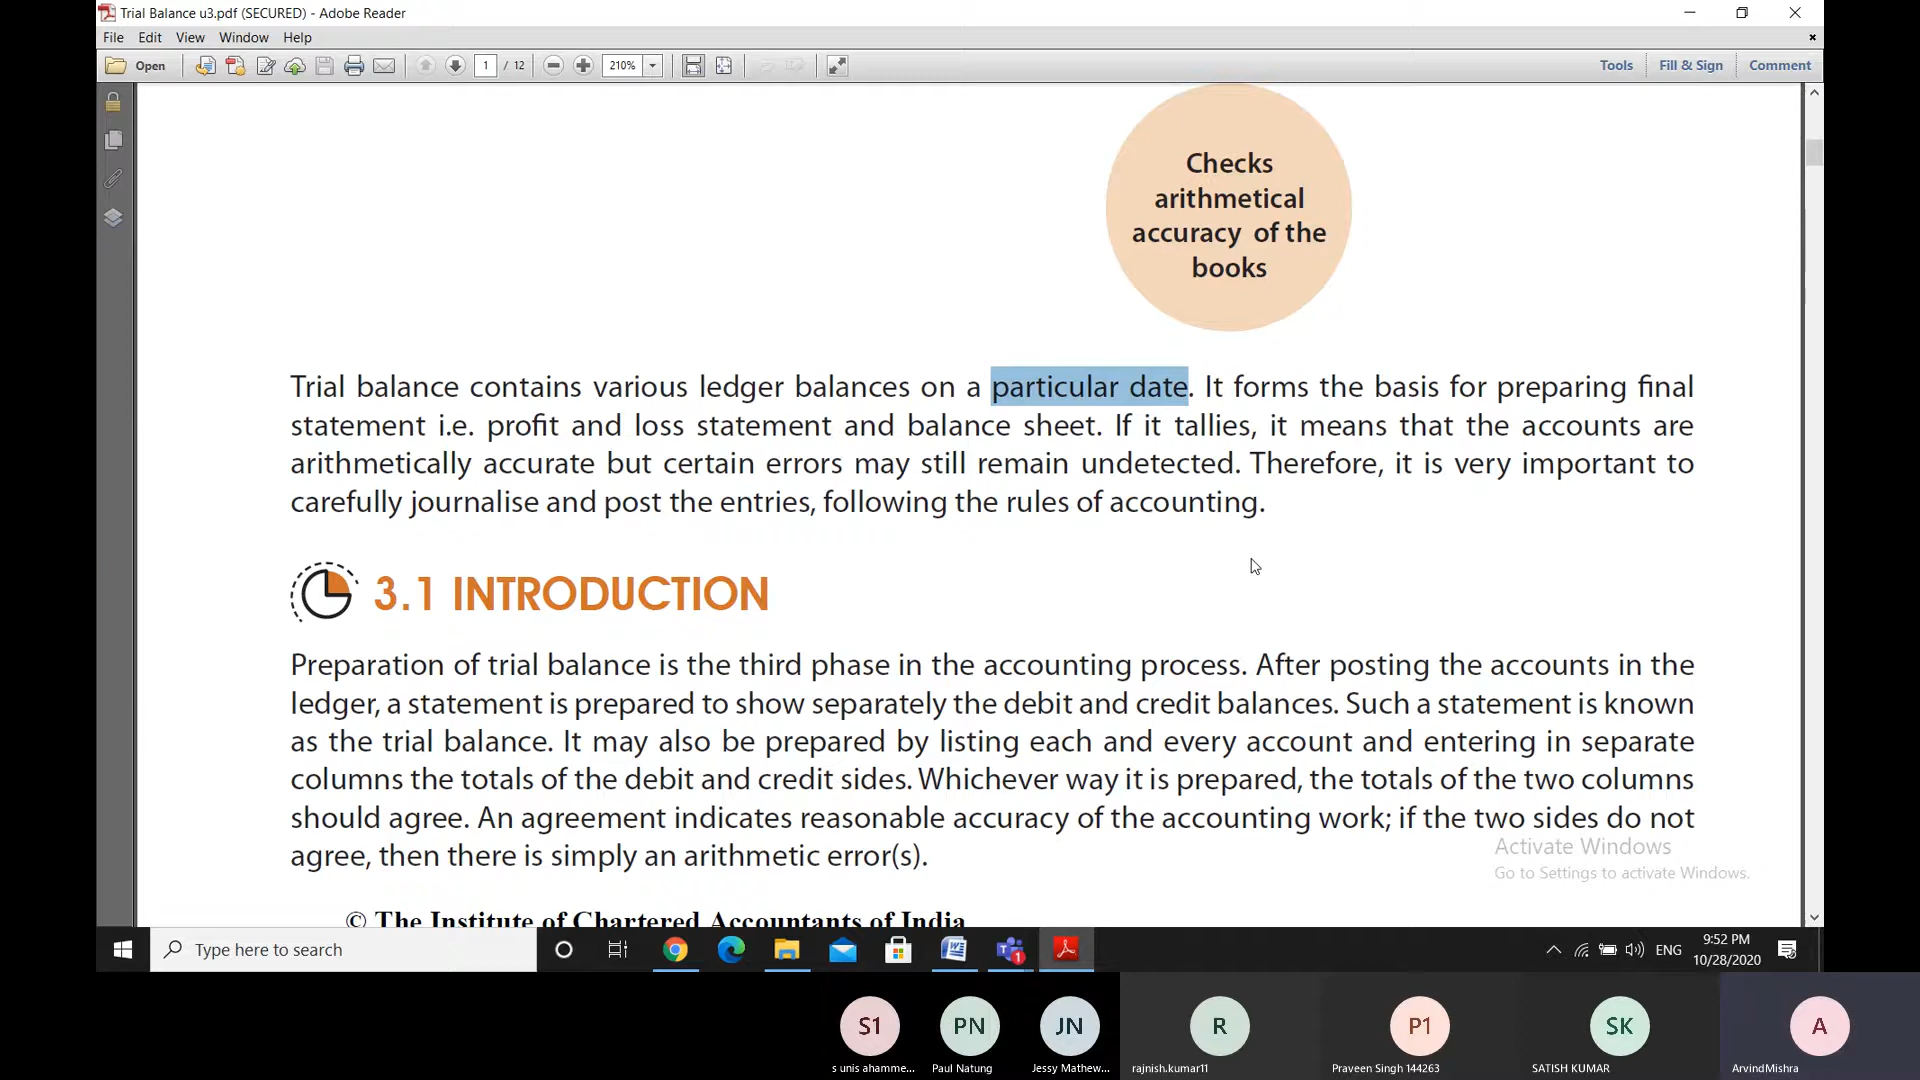 Trial Balance u3.pdf (SECURED) - Adobe Reader
File Edit View Window Help
Open 1 / 12 210% Tools Fill & Sign Comment
Checks
arithmetical
accuracy of the
books
Trial balance contains various ledger balances on a particular date. It forms the basis for preparing final
statement i.e. profit and loss statement and balance sheet. If it tallies, it means that the accounts are
arithmetically accurate but certain errors may still remain undetected. Therefore, it is very important to
carefully journalise and post the entries, following the rules of accounting.
3.1 INTRODUCTION
Preparation of trial balance is the third phase in the accounting process. After posting the accounts in the
ledger, a statement is prepared to show separately the debit and credit balances. Such a statement is known
as the trial balance. It may also be prepared by listing each and every account and entering in separate
columns the totals of the debit and credit sides. Whichever way it is prepared, the totals of the two columns
should agree. An agreement indicates reasonable accuracy of the accounting work; if the two sides do not
agree, then there is simply an arithmetic error(s).
Activate Windows
Go to Settings to activate Windows.
© The Institute of Chartered Accountants of India
Type here to search
1
ENG
9:52 PM
10/28/2020
S1 PN JN R P1 SK A
s unis ahamme... Paul Natung Jessy Mathew... rajnish.kumar11 Praveen Singh 144263 SATISH KUMAR ArvindMishra